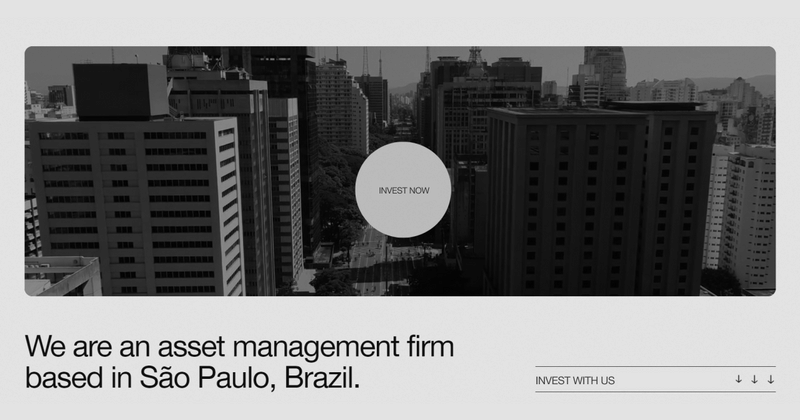 INVEST NOW
We are an asset management firm
based in São Paulo, Brazil.
INVEST WITH US ↓ ↓ ↓